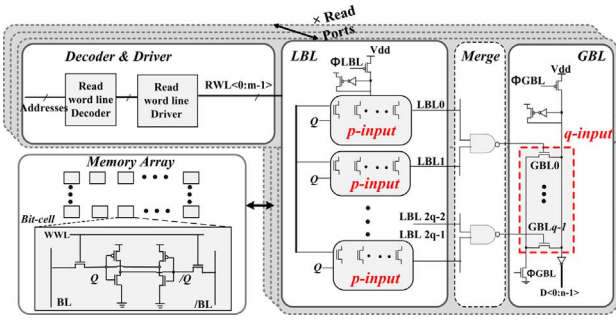 × Read
Ports
Decoder & Driver
Addresses
Read
word line
Decoder
Read
word line
Driver
RWL<0:m-1>
LBL
Vdd
ΦLBL
Q
p-input
LBL0
Q
p-input
LBL1
LBL 2q-2
LBL 2q-1
Q
p-input
Merge
GBL
Vdd
ΦGBL
q-input
GBL0
GBLq-1
ΦGBL
D<0:n-1>
Memory Array
Bit-cell
WWL
Q
/Q
BL
/BL